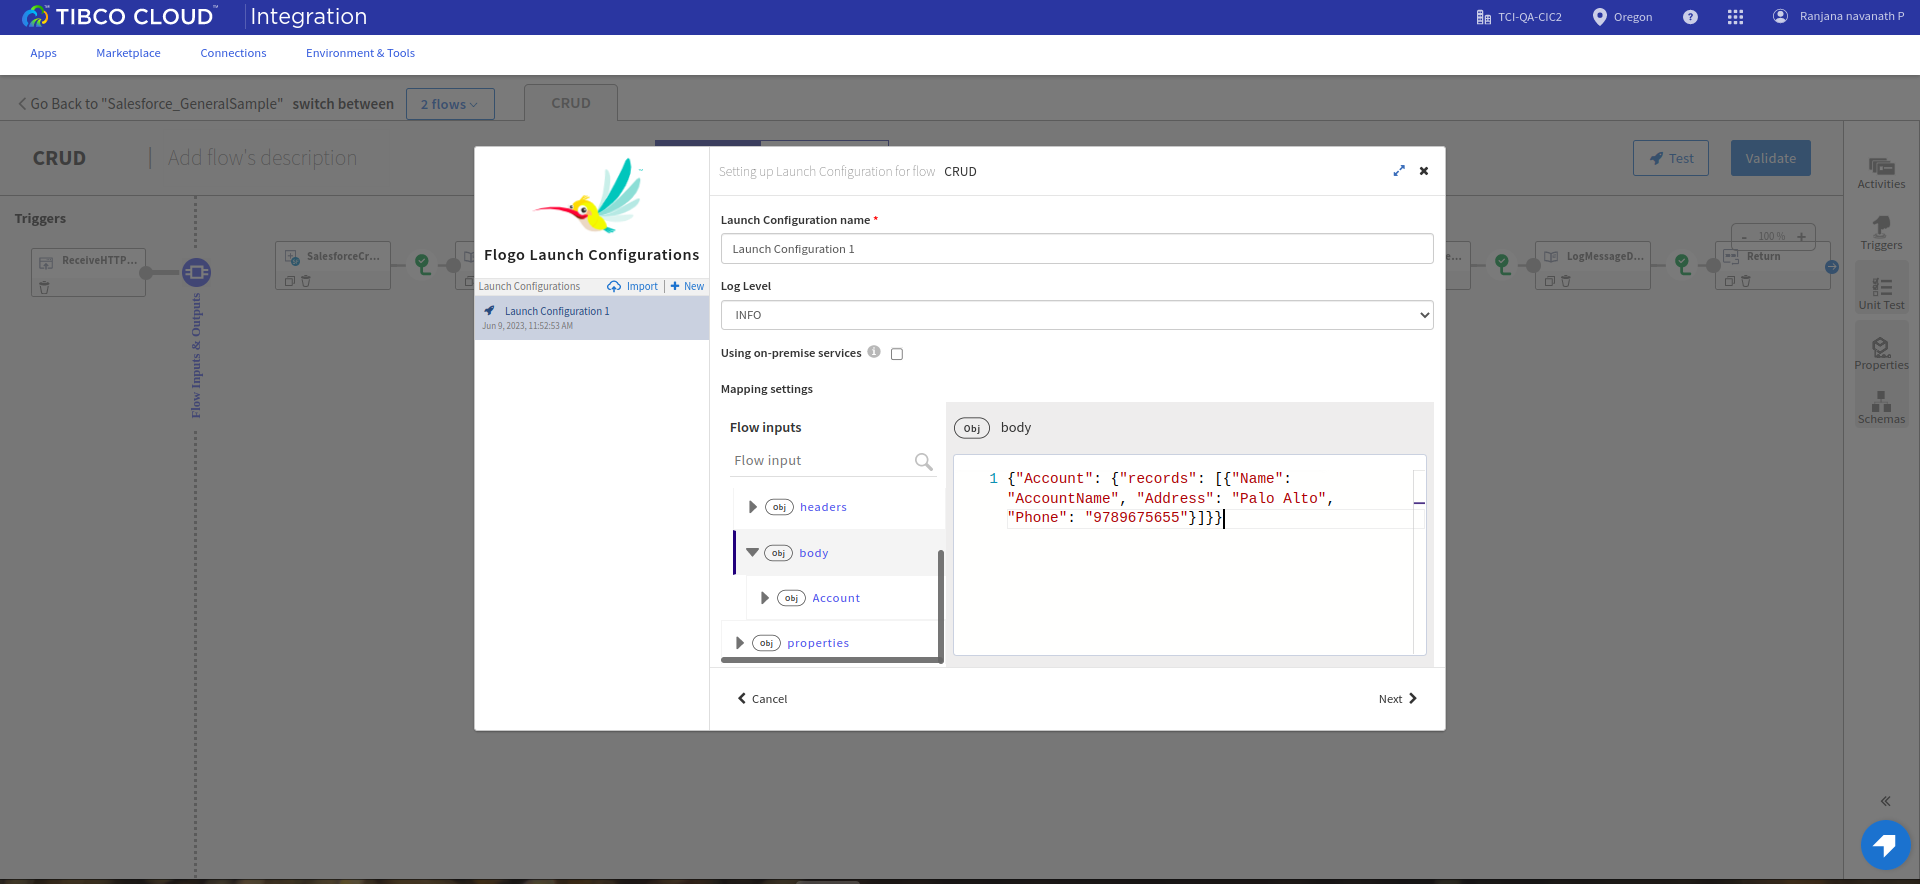 TIBCO CLOUD™ Integration
TCI-QA-CIC2
Oregon
?
Ranjana navanath P
Apps
Marketplace
Connections
Environment & Tools
Go Back to "Salesforce_GeneralSample" switch between
2 flows
CRUD
CRUD
Add flow's description
Test
Validate
Triggers
ReceiveHTTP...
Flow Inputs & Outputs
SalesforceCr...
e...
LogMessageD...
Return
- 100 % +
Activities
Triggers
Unit Test
Properties
Schemas
Flogo Launch Configurations
Launch Configurations
Import
New
Launch Configuration 1
Jun 9, 2023, 11:52:53 AM
Setting up Launch Configuration for flow CRUD
Launch Configuration name *
Launch Configuration 1
Log Level
INFO
Using on-premise services
Mapping settings
Flow inputs
Flow input
Obj headers
Obj body
Obj Account
Obj properties
Obj body
1 {"Account": {"records": [{"Name":
"AccountName", "Address": "Palo Alto",
"Phone": "9789675655"}]}}
Cancel
Next